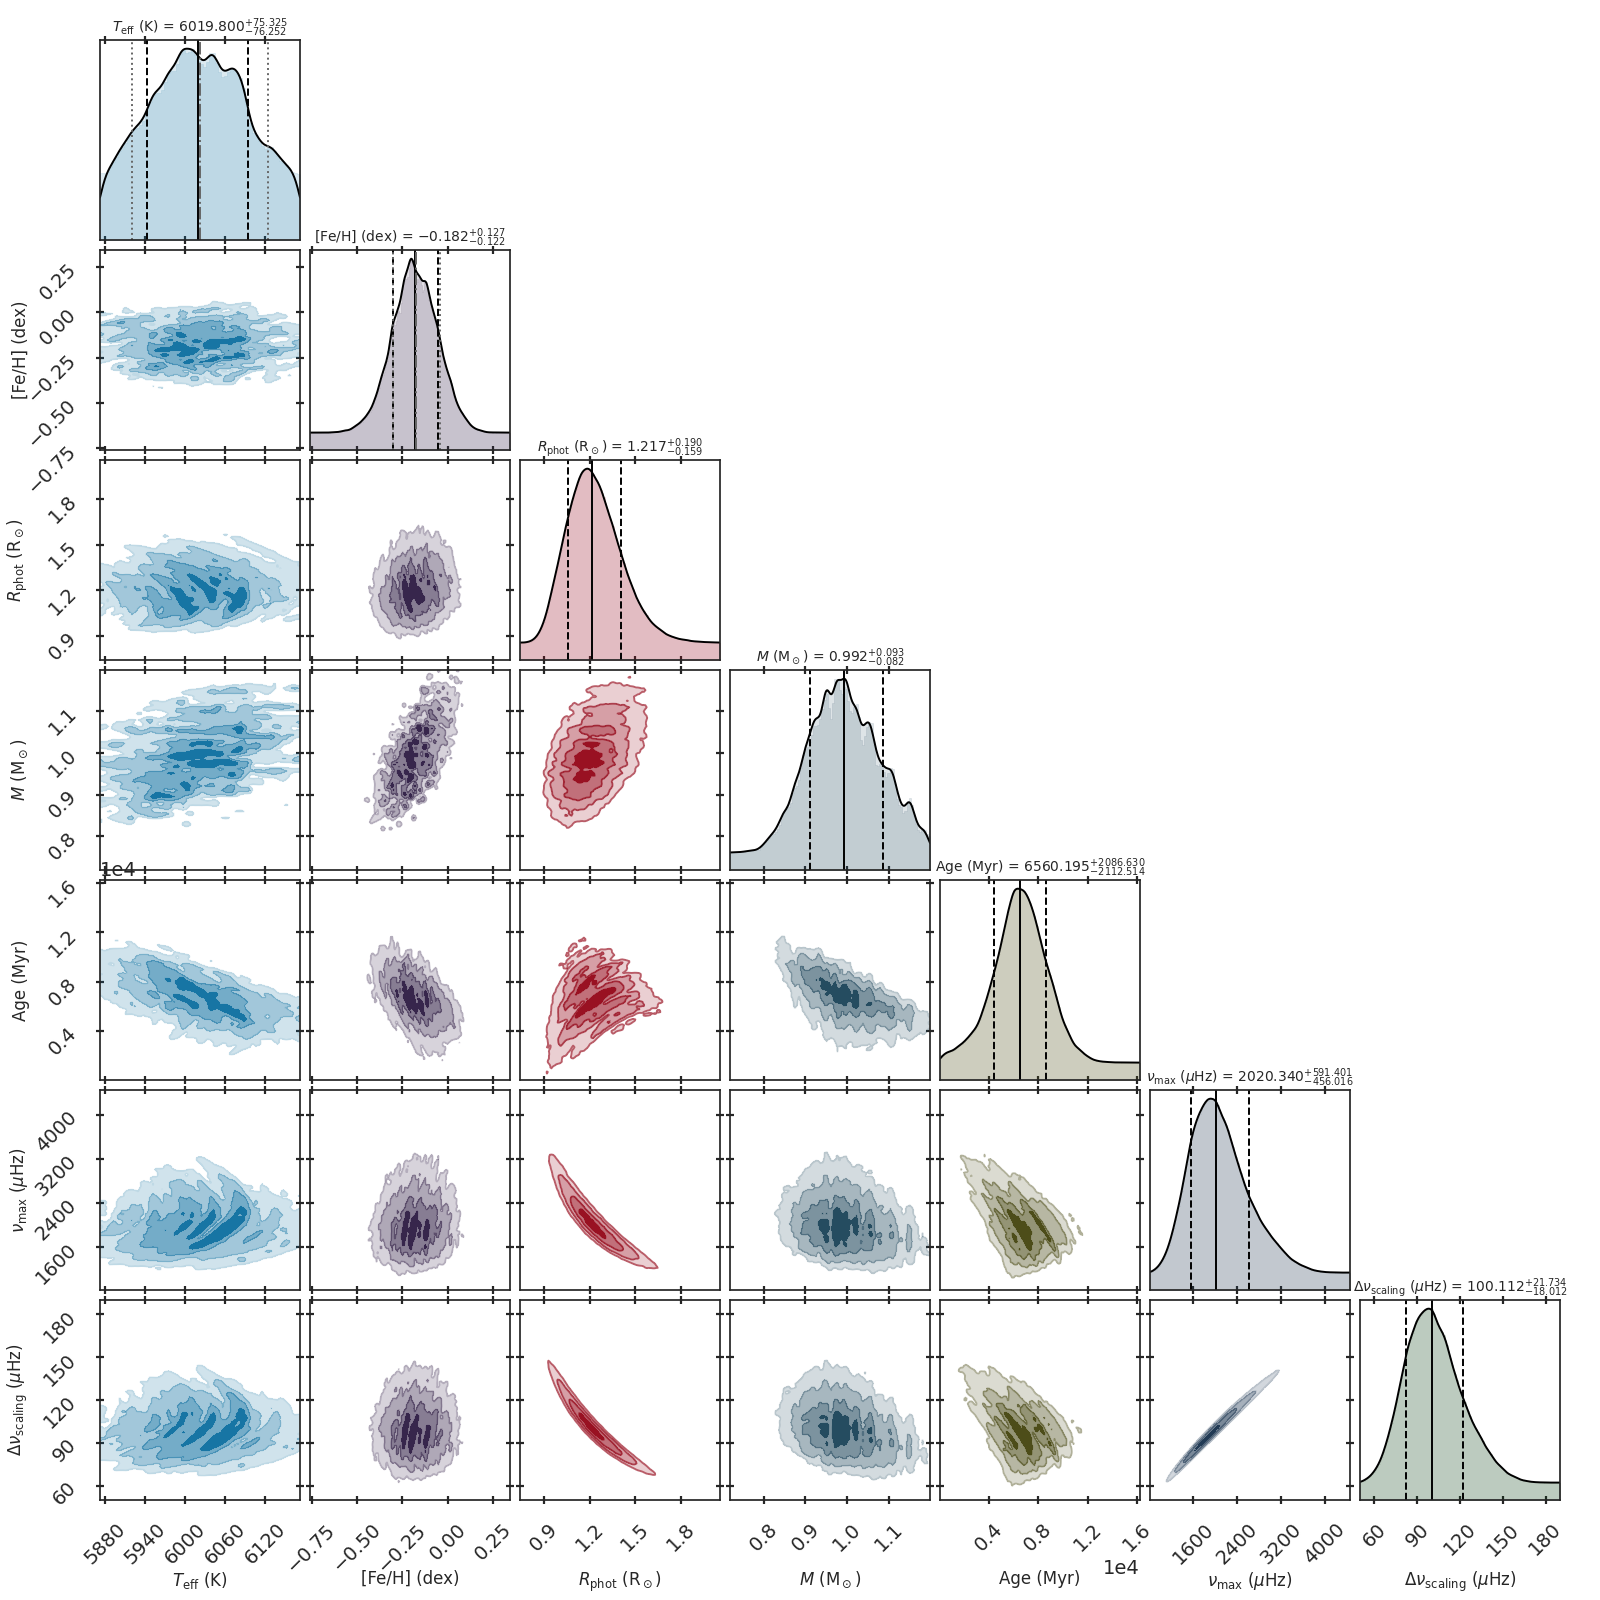 T_eff (K) = 6019.800^{+75.325}_{−76.252}
[Fe/H] (dex) = −0.182^{+0.127}_{−0.122}
0.25
0.00
−0.25
−0.50
−0.75
[Fe/H] (dex)
R_phot (R_⊙) = 1.217^{+0.190}_{−0.159}
1.8
1.5
1.2
0.9
R_phot (R_⊙)
M (M_⊙) = 0.992^{+0.093}_{−0.082}
1.1
1.0
0.9
0.8
M (M_⊙)
1e4
Age (Myr) = 6560.195^{+2086.630}_{−2112.514}
1.6
1.2
0.8
0.4
Age (Myr)
ν_max (μHz) = 2020.340^{+591.401}_{−456.016}
4000
3200
2400
1600
ν_max (μHz)
Δν_scaling (μHz) = 100.112^{+21.734}_{−18.012}
180
150
120
90
60
Δν_scaling (μHz)
5880 5940 6000 6060 6120
−0.75 −0.50 −0.25 0.00 0.25
0.9 1.2 1.5 1.8
0.8 0.9 1.0 1.1
0.4 0.8 1.2 1.6
1600 2400 3200 4000
60 90 120 150 180
1e4
T_eff (K)
[Fe/H] (dex)
R_phot (R_⊙)
M (M_⊙)
Age (Myr)
ν_max (μHz)
Δν_scaling (μHz)